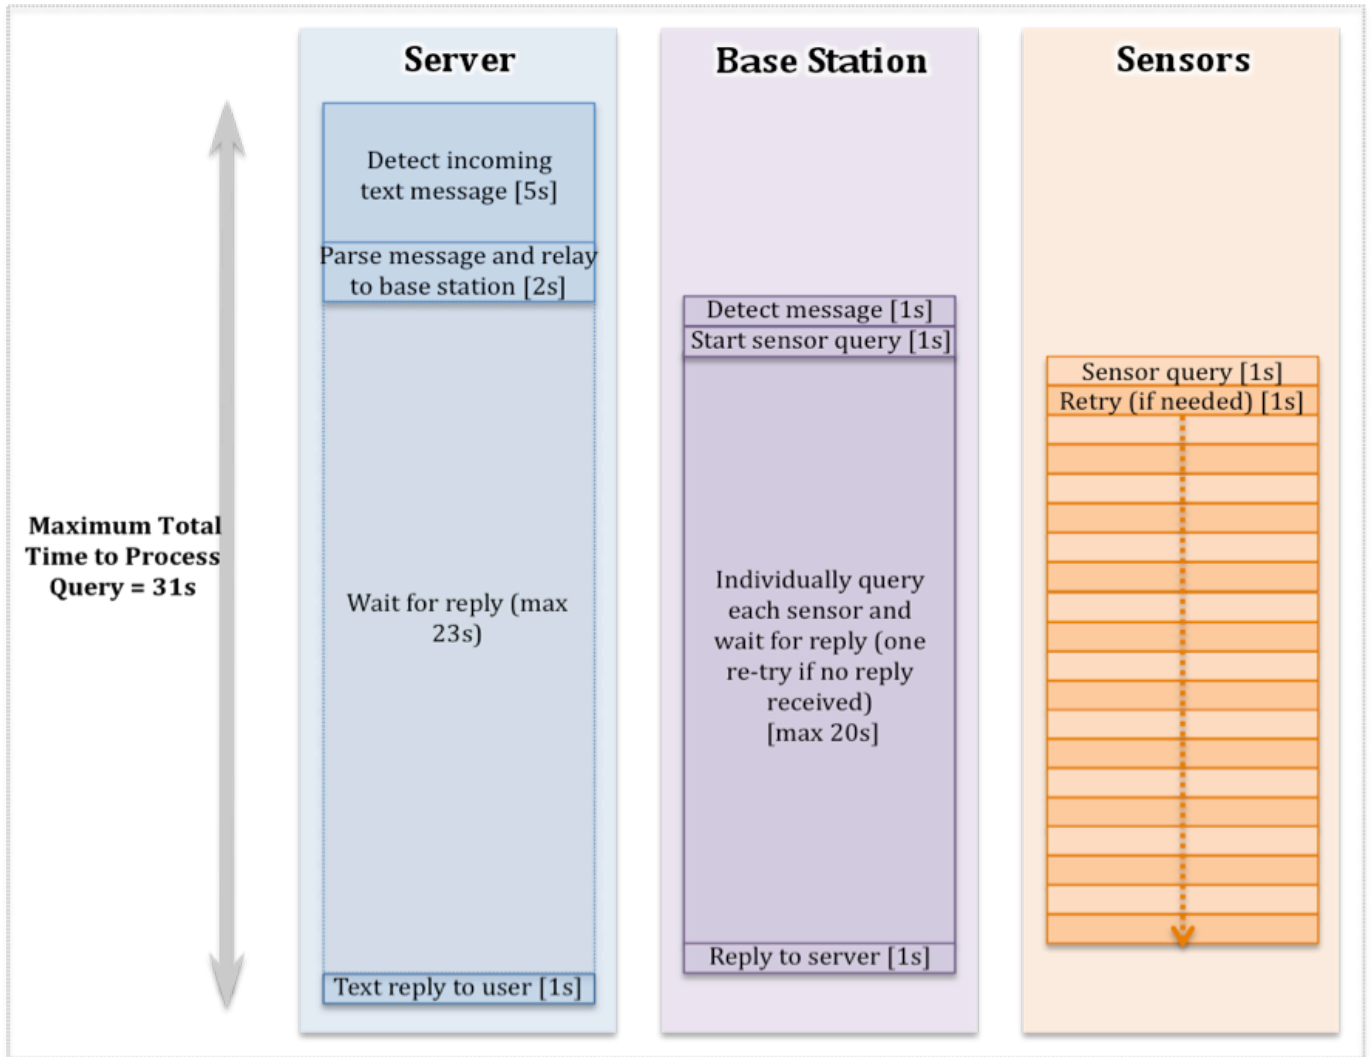 Server
Base Station
Sensors
Detect incoming
text message [5s]
Parse message and relay
to base station [2s]
Detect message [1s]
Start sensor query [1s]
Sensor query [1s]
Retry (if needed) [1s]
Maximum Total
Time to Process
Query = 31s
Wait for reply (max
23s)
Individually query
each sensor and
wait for reply (one
re-try if no reply
received)
[max 20s]
Reply to server [1s]
Text reply to user [1s]